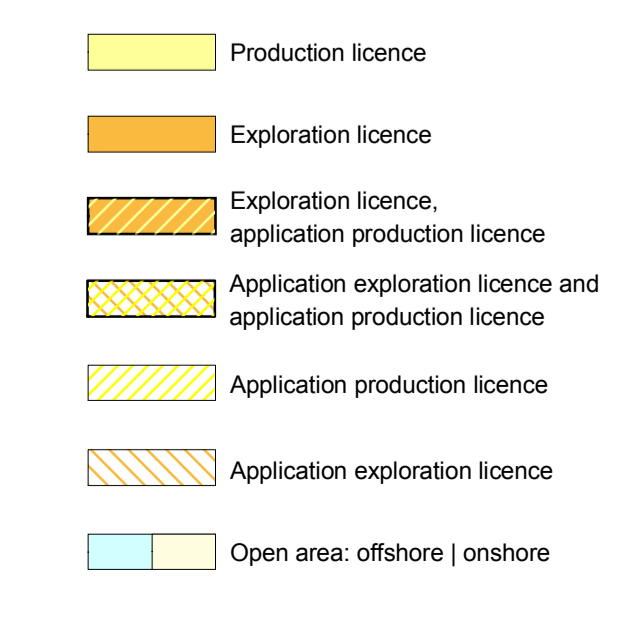 Production licence
Exploration licence
Exploration licence,
application production licence
Application exploration licence and
application production licence
Application production licence
Application exploration licence
Open area: offshore | onshore